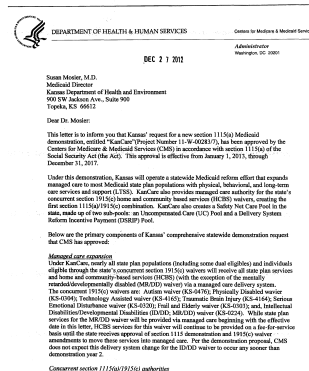 DEPARTMENT OF HEALTH & HUMAN SERVICES
Centers for Medicare & Medicaid Servic
Administrator
Washington, DC 20201
DEC 27 2012
Susan Mosier, M.D.
Medicaid Director
Kansas Department of Health and Environment
900 SW Jackson Ave., Suite 900
Topeka, KS 66612
Dear Dr. Mosier:
This letter is to inform you that Kansas' request for a new section 1115(a) Medicaid
demonstration, entitled "KanCare"(Project Number 11-W-00283/7), has been approved by the
Centers for Medicare & Medicaid Services (CMS) in accordance with section 1115(a) of the
Social Security Act (the Act). This approval is effective from January 1, 2013, through
December 31, 2017.
Under this demonstration, Kansas will operate a statewide Medicaid reform effort that expands
managed care to most Medicaid state plan populations with physical, behavioral, and long-term
care services and support (LTSS). KanCare also provides managed care authority for the state's
concurrent section 1915(c) home and community based services (HCBS) waivers, creating the
first section 1115(a)/1915(c) combination. KanCare also creates a Safety Net Care Pool in the
state, made up of two sub-pools: an Uncompensated Care (UC) Pool and a Delivery System
Reform Incentive Payment (DSRIP) Pool.
Below are the primary components of Kansas' comprehensive statewide demonstration request
that CMS has approved:
Managed care expansion
Under KanCare, nearly all state plan populations (including some dual eligibles) and individuals
eligible through the state's concurrent section 1915(c) waivers will receive all state plan services
and home and community-based services (HCBS) (with the exception of the mentally
retarded/developmentally disabled (MR/DD) waiver) via a managed care delivery system.
The concurrent 1915(c) waivers are: Autism waiver (KS-0476); Physically Disabled waiver
(KS-0304); Technology Assisted waiver (KS-4165); Traumatic Brain Injury (KS-4164); Serious
Emotional Disturbance waiver (KS-0320); Frail and Elderly waiver (KS-0303); and, Intellectual
Disabilities/Developmental Disabilities (ID/DD; MR/DD) waiver (KS-0224). While state plan
services for the MR/DD waiver will be provided via managed care beginning with the effective
date in this letter, HCBS services for this waiver will continue to be provided on a fee-for-service
basis until the state receives approval of section 1115 demonstration and 1915(c) waiver
amendments to move these services into managed care. Per the demonstration proposal, CMS
does not expect this delivery system change for the ID/DD waiver to occur any sooner than
demonstration year 2.
Concurrent section 1115(a)/1915(c) authorities